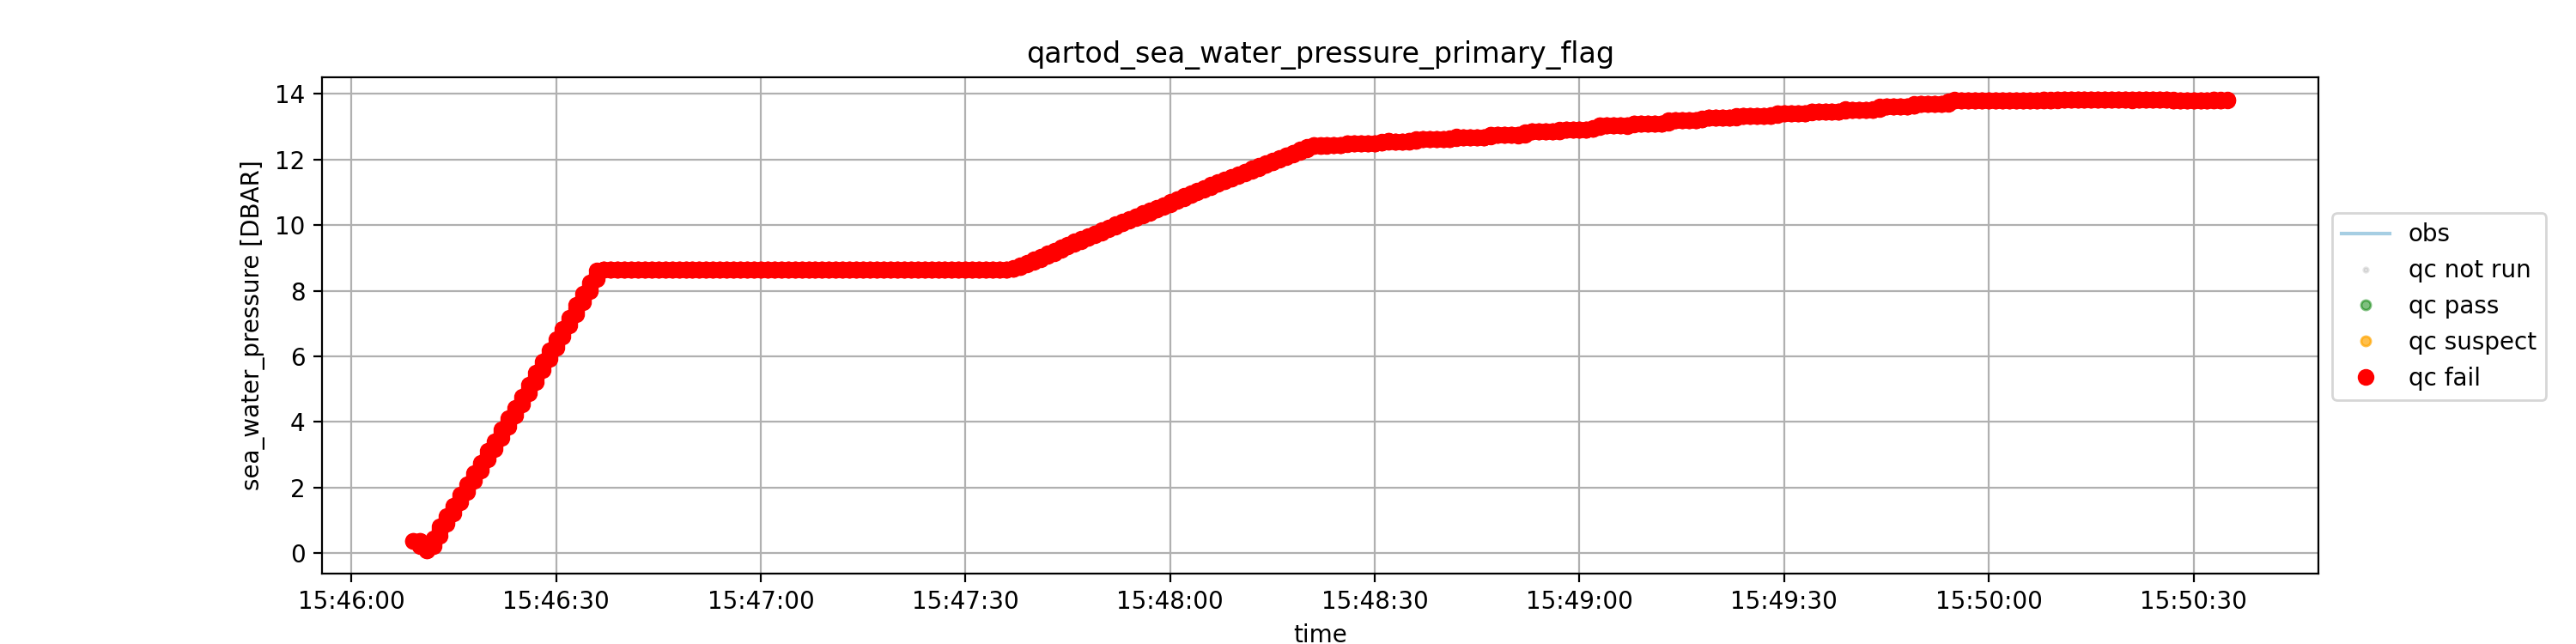 qartod_sea_water_pressure_primary_flag
sea_water_pressure [DBAR]
14
12
10
8
6
4
2
0
15:46:00 15:46:30 15:47:00 15:47:30 15:48:00 15:48:30 15:49:00 15:49:30 15:50:00 15:50:30
time
obs
qc not run
qc pass
qc suspect
qc fail